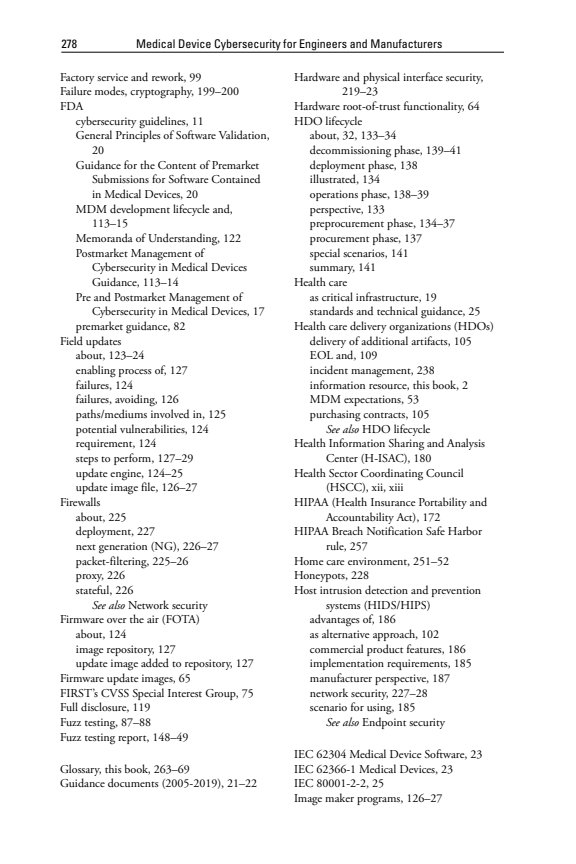 278 Medical Device Cybersecurity for Engineers and Manufacturers
Factory service and rework, 99
Failure modes, cryptography, 199–200
FDA
cybersecurity guidelines, 11
General Principles of Software Validation,
20
Guidance for the Content of Premarket
Submissions for Software Contained
in Medical Devices, 20
MDM development lifecycle and,
113–15
Memoranda of Understanding, 122
Postmarket Management of
Cybersecurity in Medical Devices
Guidance, 113–14
Pre and Postmarket Management of
Cybersecurity in Medical Devices, 17
premarket guidance, 82
Field updates
about, 123–24
enabling process of, 127
failures, 124
failures, avoiding, 126
paths/mediums involved in, 125
potential vulnerabilities, 124
requirement, 124
steps to perform, 127–29
update engine, 124–25
update image file, 126–27
Firewalls
about, 225
deployment, 227
next generation (NG), 226–27
packet-filtering, 225–26
proxy, 226
stateful, 226
See also Network security
Firmware over the air (FOTA)
about, 124
image repository, 127
update image added to repository, 127
Firmware update images, 65
FIRST's CVSS Special Interest Group, 75
Full disclosure, 119
Fuzz testing, 87–88
Fuzz testing report, 148–49
Glossary, this book, 263–69
Guidance documents (2005-2019), 21–22
Hardware and physical interface security,
219–23
Hardware root-of-trust functionality, 64
HDO lifecycle
about, 32, 133–34
decommissioning phase, 139–41
deployment phase, 138
illustrated, 134
operations phase, 138–39
perspective, 133
preprocurement phase, 134–37
procurement phase, 137
special scenarios, 141
summary, 141
Health care
as critical infrastructure, 19
standards and technical guidance, 25
Health care delivery organizations (HDOs)
delivery of additional artifacts, 105
EOL and, 109
incident management, 238
information resource, this book, 2
MDM expectations, 53
purchasing contracts, 105
See also HDO lifecycle
Health Information Sharing and Analysis
Center (H-ISAC), 180
Health Sector Coordinating Council
(HSCC), xii, xiii
HIPAA (Health Insurance Portability and
Accountability Act), 172
HIPAA Breach Notification Safe Harbor
rule, 257
Home care environment, 251–52
Honeypots, 228
Host intrusion detection and prevention
systems (HIDS/HIPS)
advantages of, 186
as alternative approach, 102
commercial product features, 186
implementation requirements, 185
manufacturer perspective, 187
network security, 227–28
scenario for using, 185
See also Endpoint security
IEC 62304 Medical Device Software, 23
IEC 62366-1 Medical Devices, 23
IEC 80001-2-2, 25
Image maker programs, 126–27